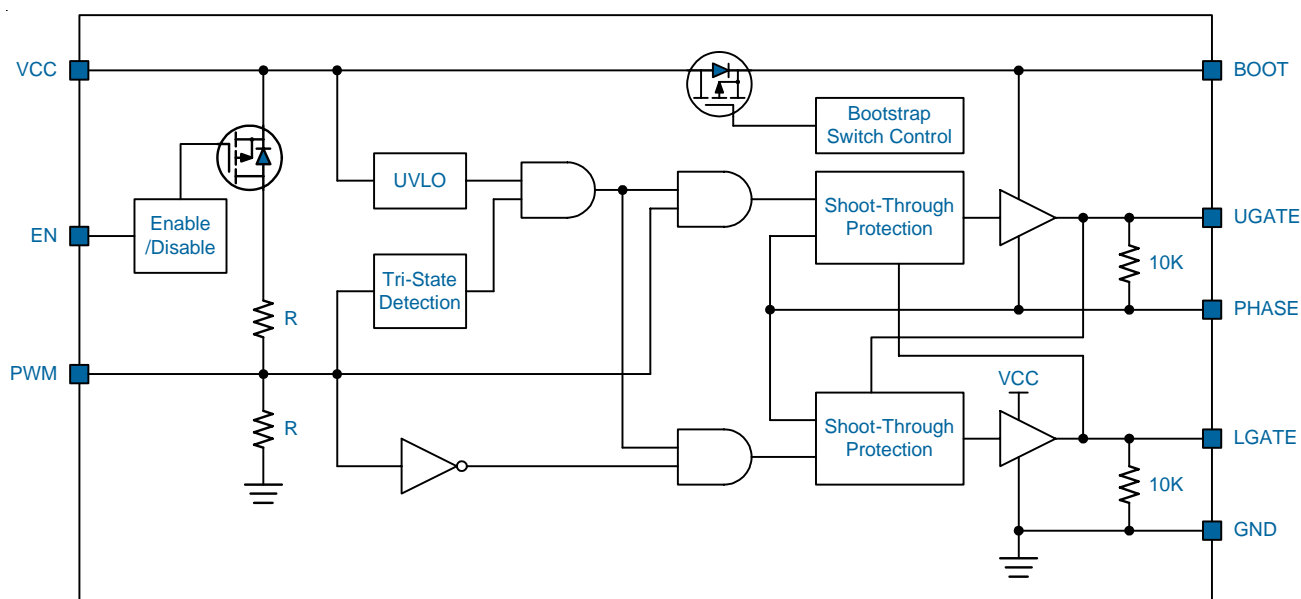 VCC
BOOT
Bootstrap
Switch Control
UVLO
Enable
/Disable
EN
Shoot-Through
Protection
UGATE
10K
Tri-State
Detection
R
PHASE
PWM
VCC
R
Shoot-Through
Protection
LGATE
10K
GND